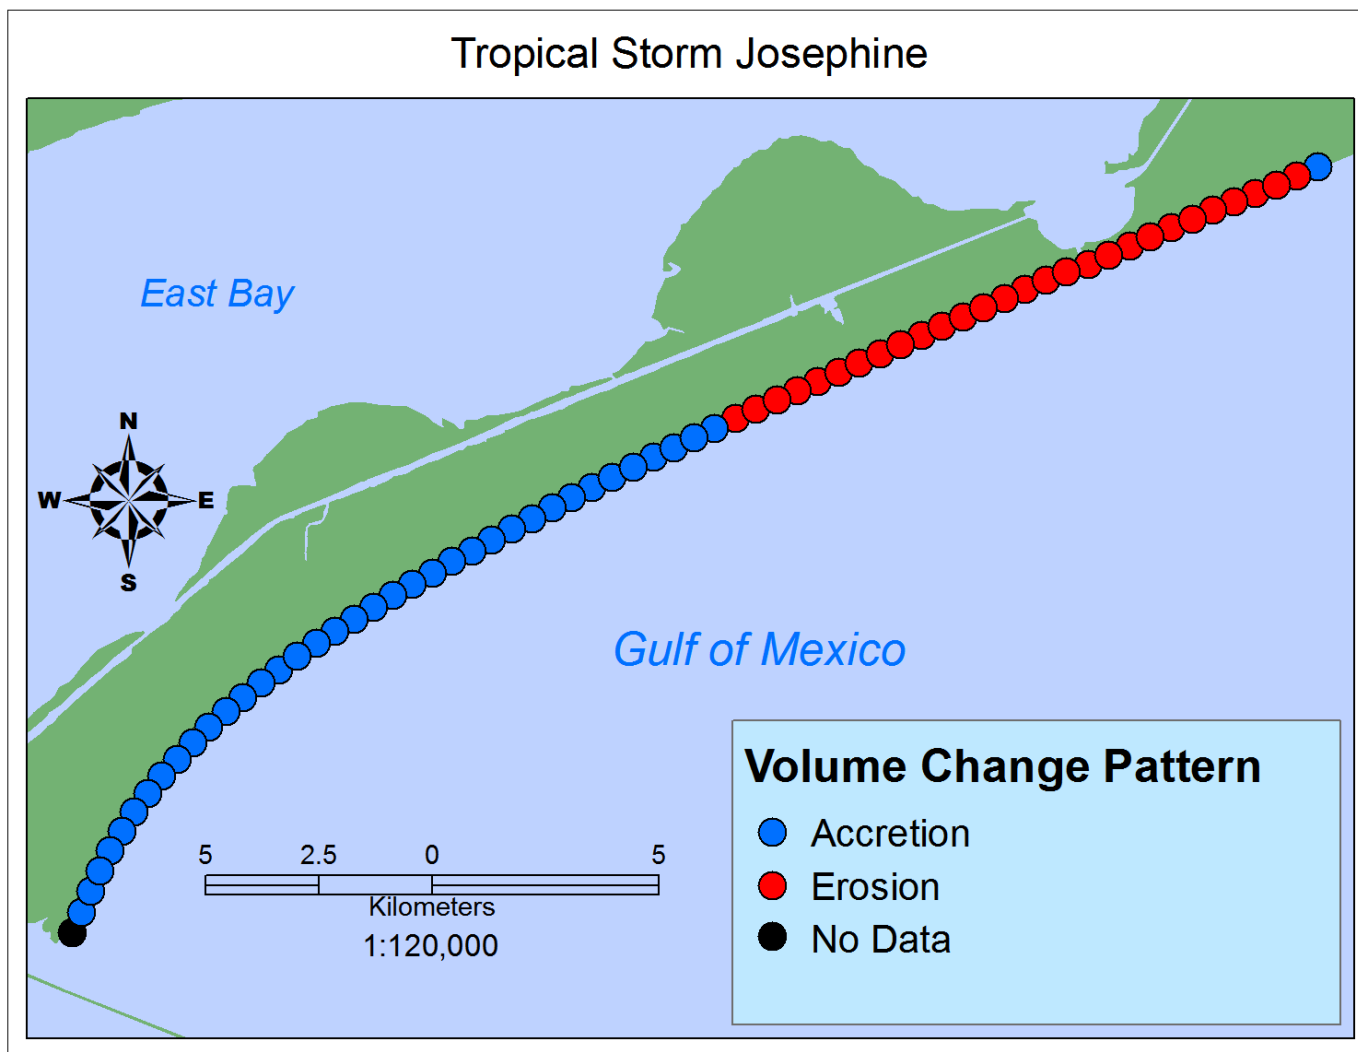 Tropical Storm Josephine
East Bay
N
W
E
S
Gulf of Mexico
5 2.5 0 5
Kilometers
1:120,000
Volume Change Pattern
Accretion
Erosion
No Data